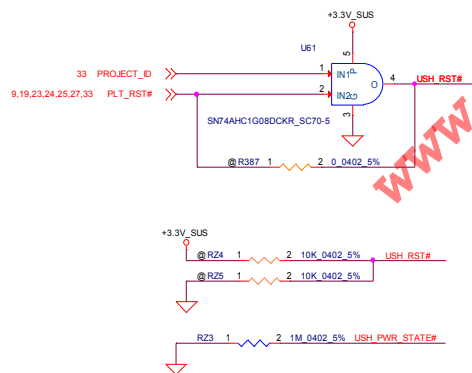 +3.3V_SUS
U61
5
33 PROJECT_ID 1 IN1 P
O 4 USH_RST#
9,19,23,24,25,27,33 PLT_RST# 2 IN2 G
3
SN74AHC1G08DCKR_SC70-5
@ R387 1 2 0_0402_5%
WWW
+3.3V_SUS
@ RZ4 1 2 10K_0402_5% USH_RST#
@ RZ5 1 2 10K_0402_5%
RZ3 1 2 1M_0402_5% USH_PWR_STATE#